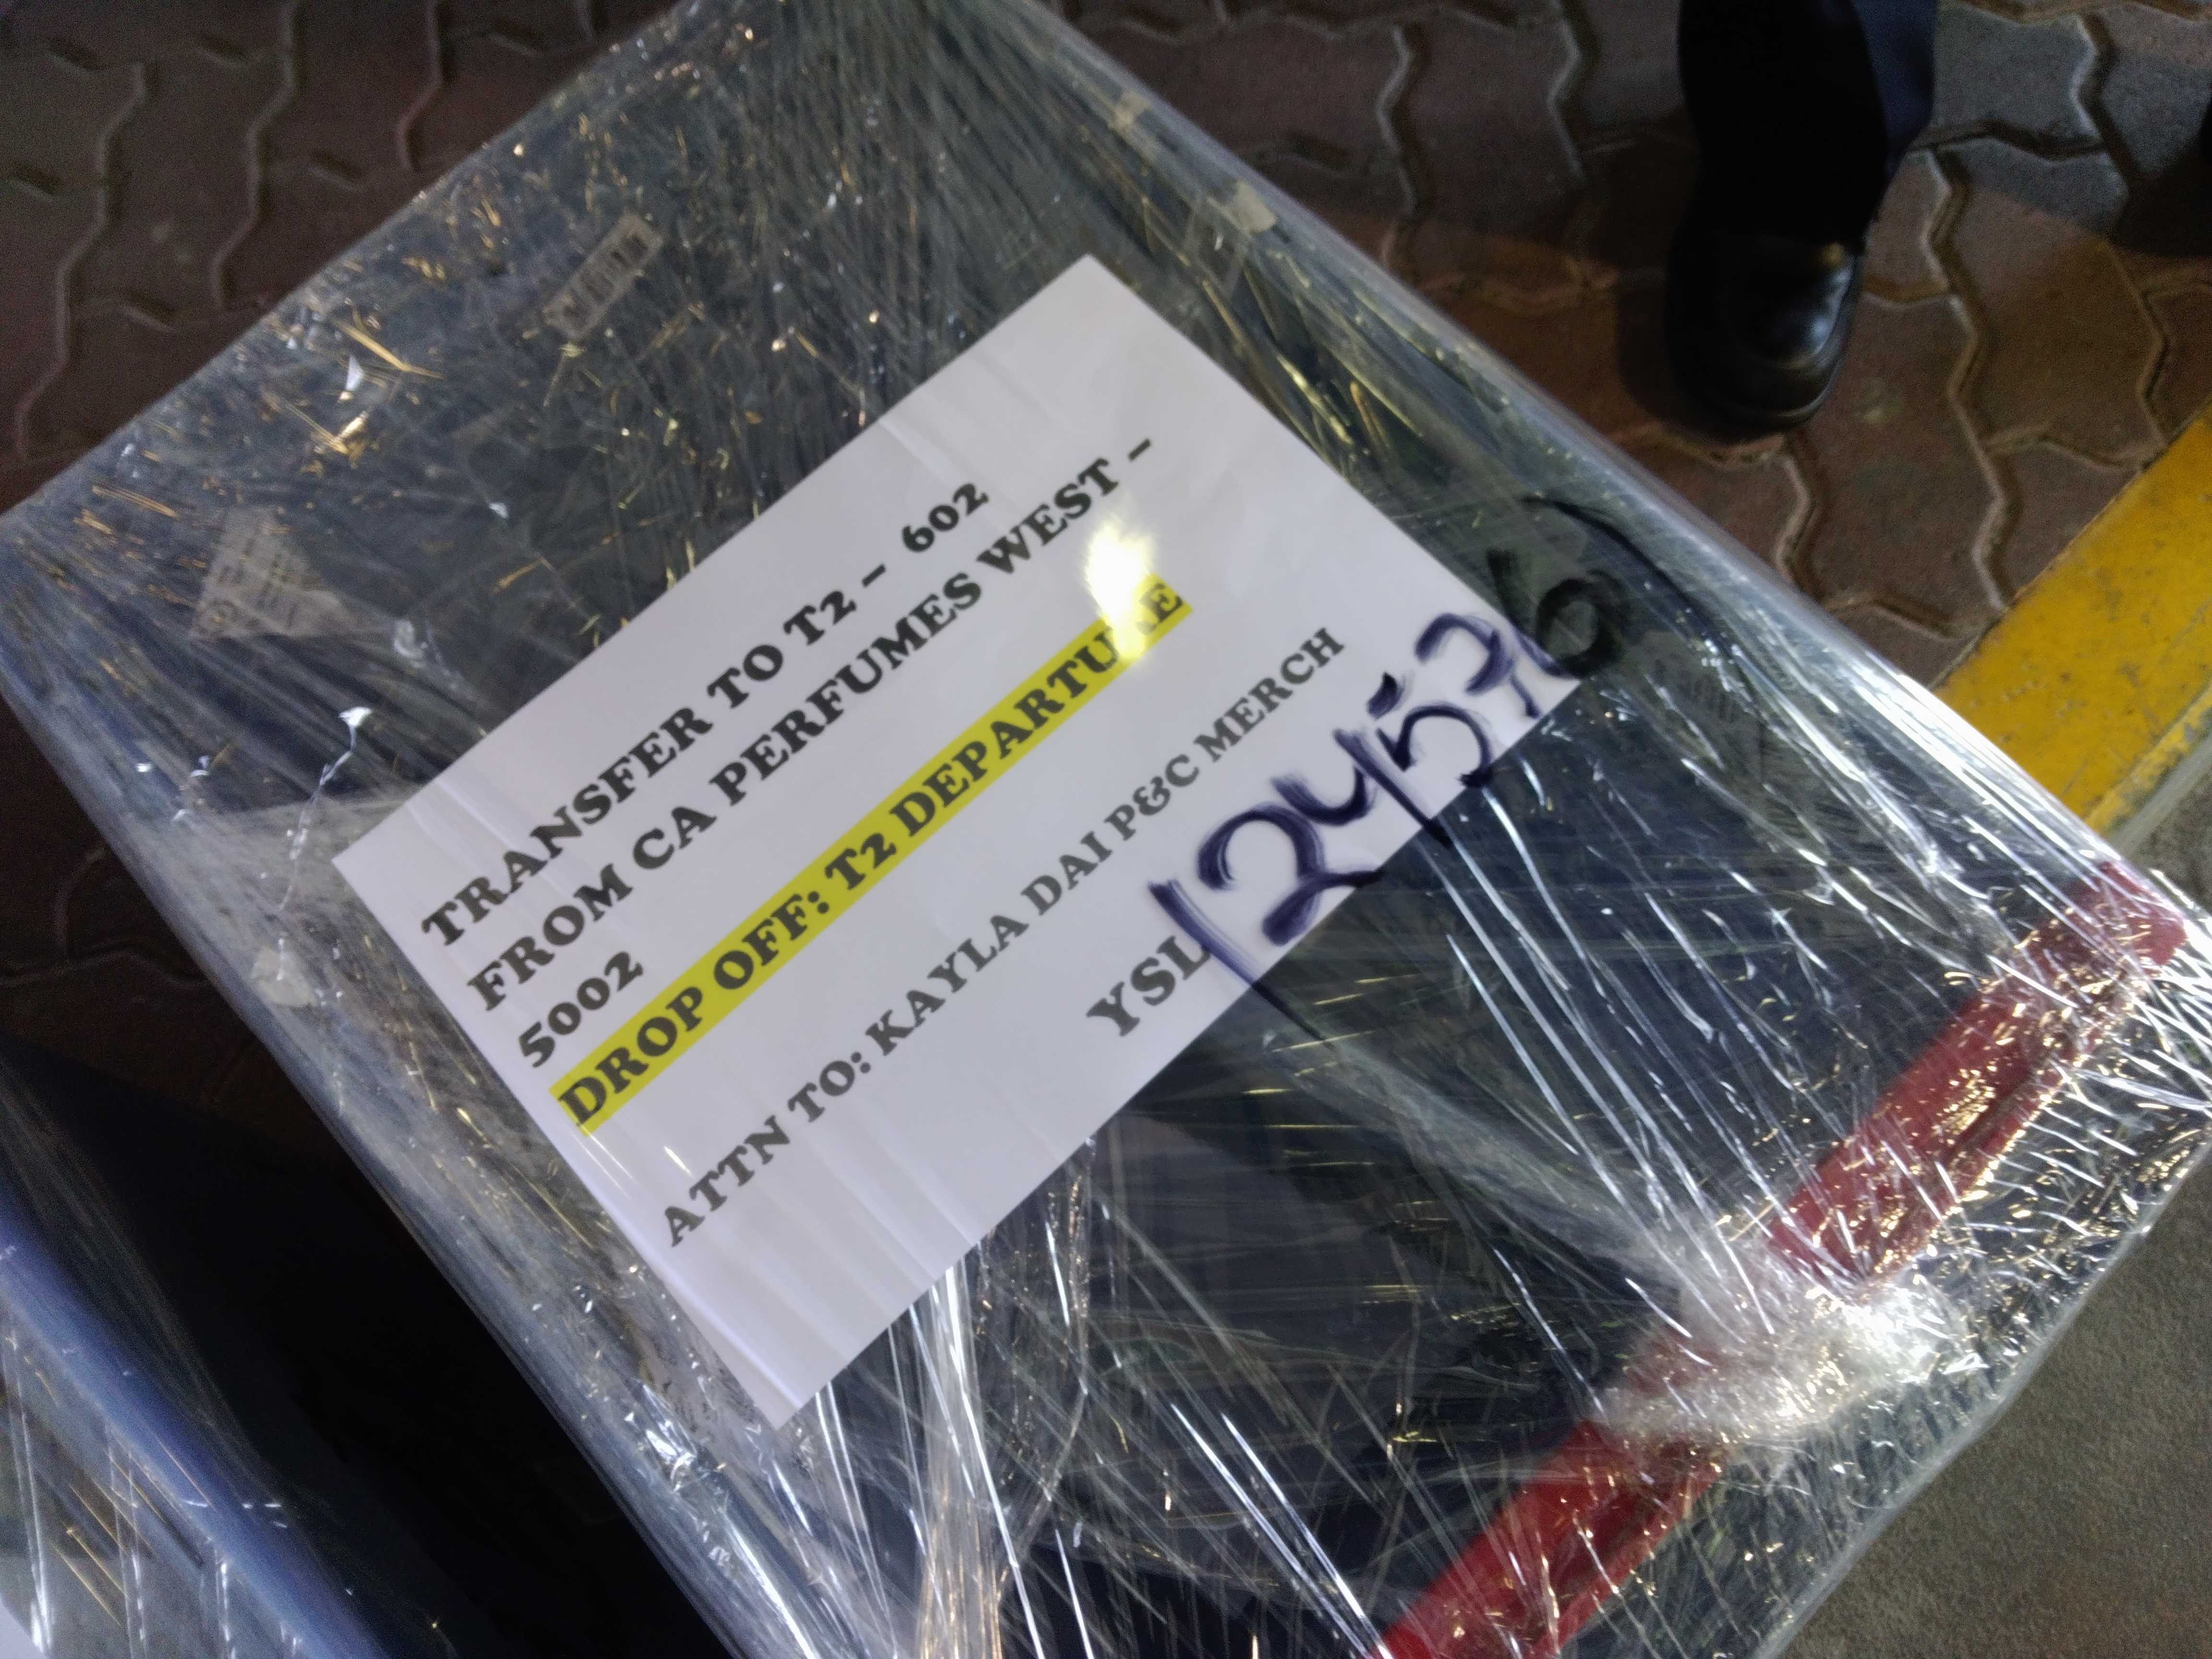 TRANSFER TO T2 – 602
FROM CA PERFUMES WEST –
5002
DROP OFF: T2 DEPARTURE
ATTN TO: KAYLA DAI P&C MERCH
YSL
124576